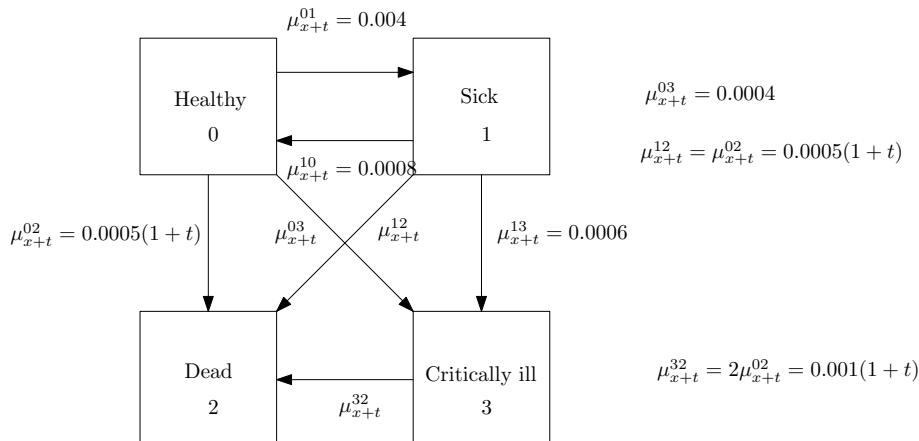 μ^{01}_{x+t} = 0.004
Healthy
0
Sick
1
μ^{03}_{x+t} = 0.0004
μ^{12}_{x+t} = μ^{02}_{x+t} = 0.0005(1 + t)
μ^{10}_{x+t} = 0.0008
μ^{02}_{x+t} = 0.0005(1 + t)
μ^{03}_{x+t}
μ^{12}_{x+t}
μ^{13}_{x+t} = 0.0006
Dead
2
Critically ill
3
μ^{32}_{x+t}
μ^{32}_{x+t} = 2μ^{02}_{x+t} = 0.001(1 + t)